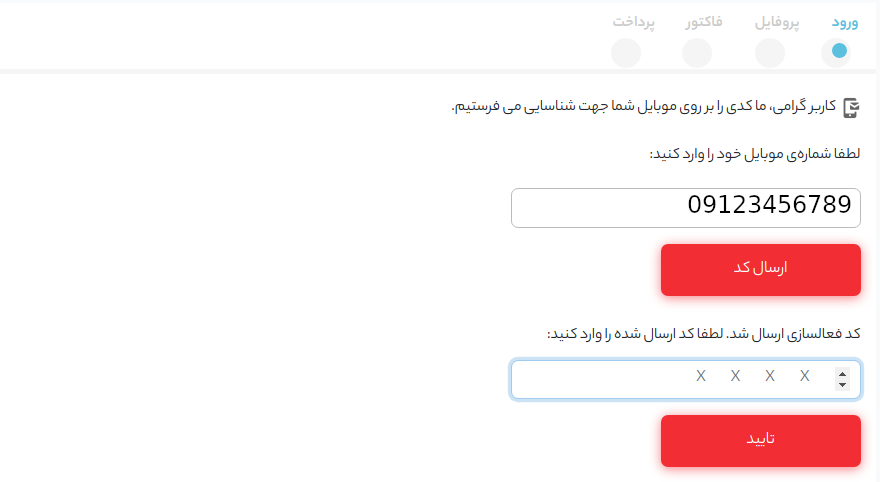 ورود پروفایل فاکتور پرداخت
کاربر گرامی، ما کدی را بر روی موبایل شما جهت شناسایی می فرستیم.
لطفا شماره‌ی موبایل خود را وارد کنید:
09123456789
ارسال کد
کد فعالسازی ارسال شد. لطفا کد ارسال شده را وارد کنید:
X X X X
تایید